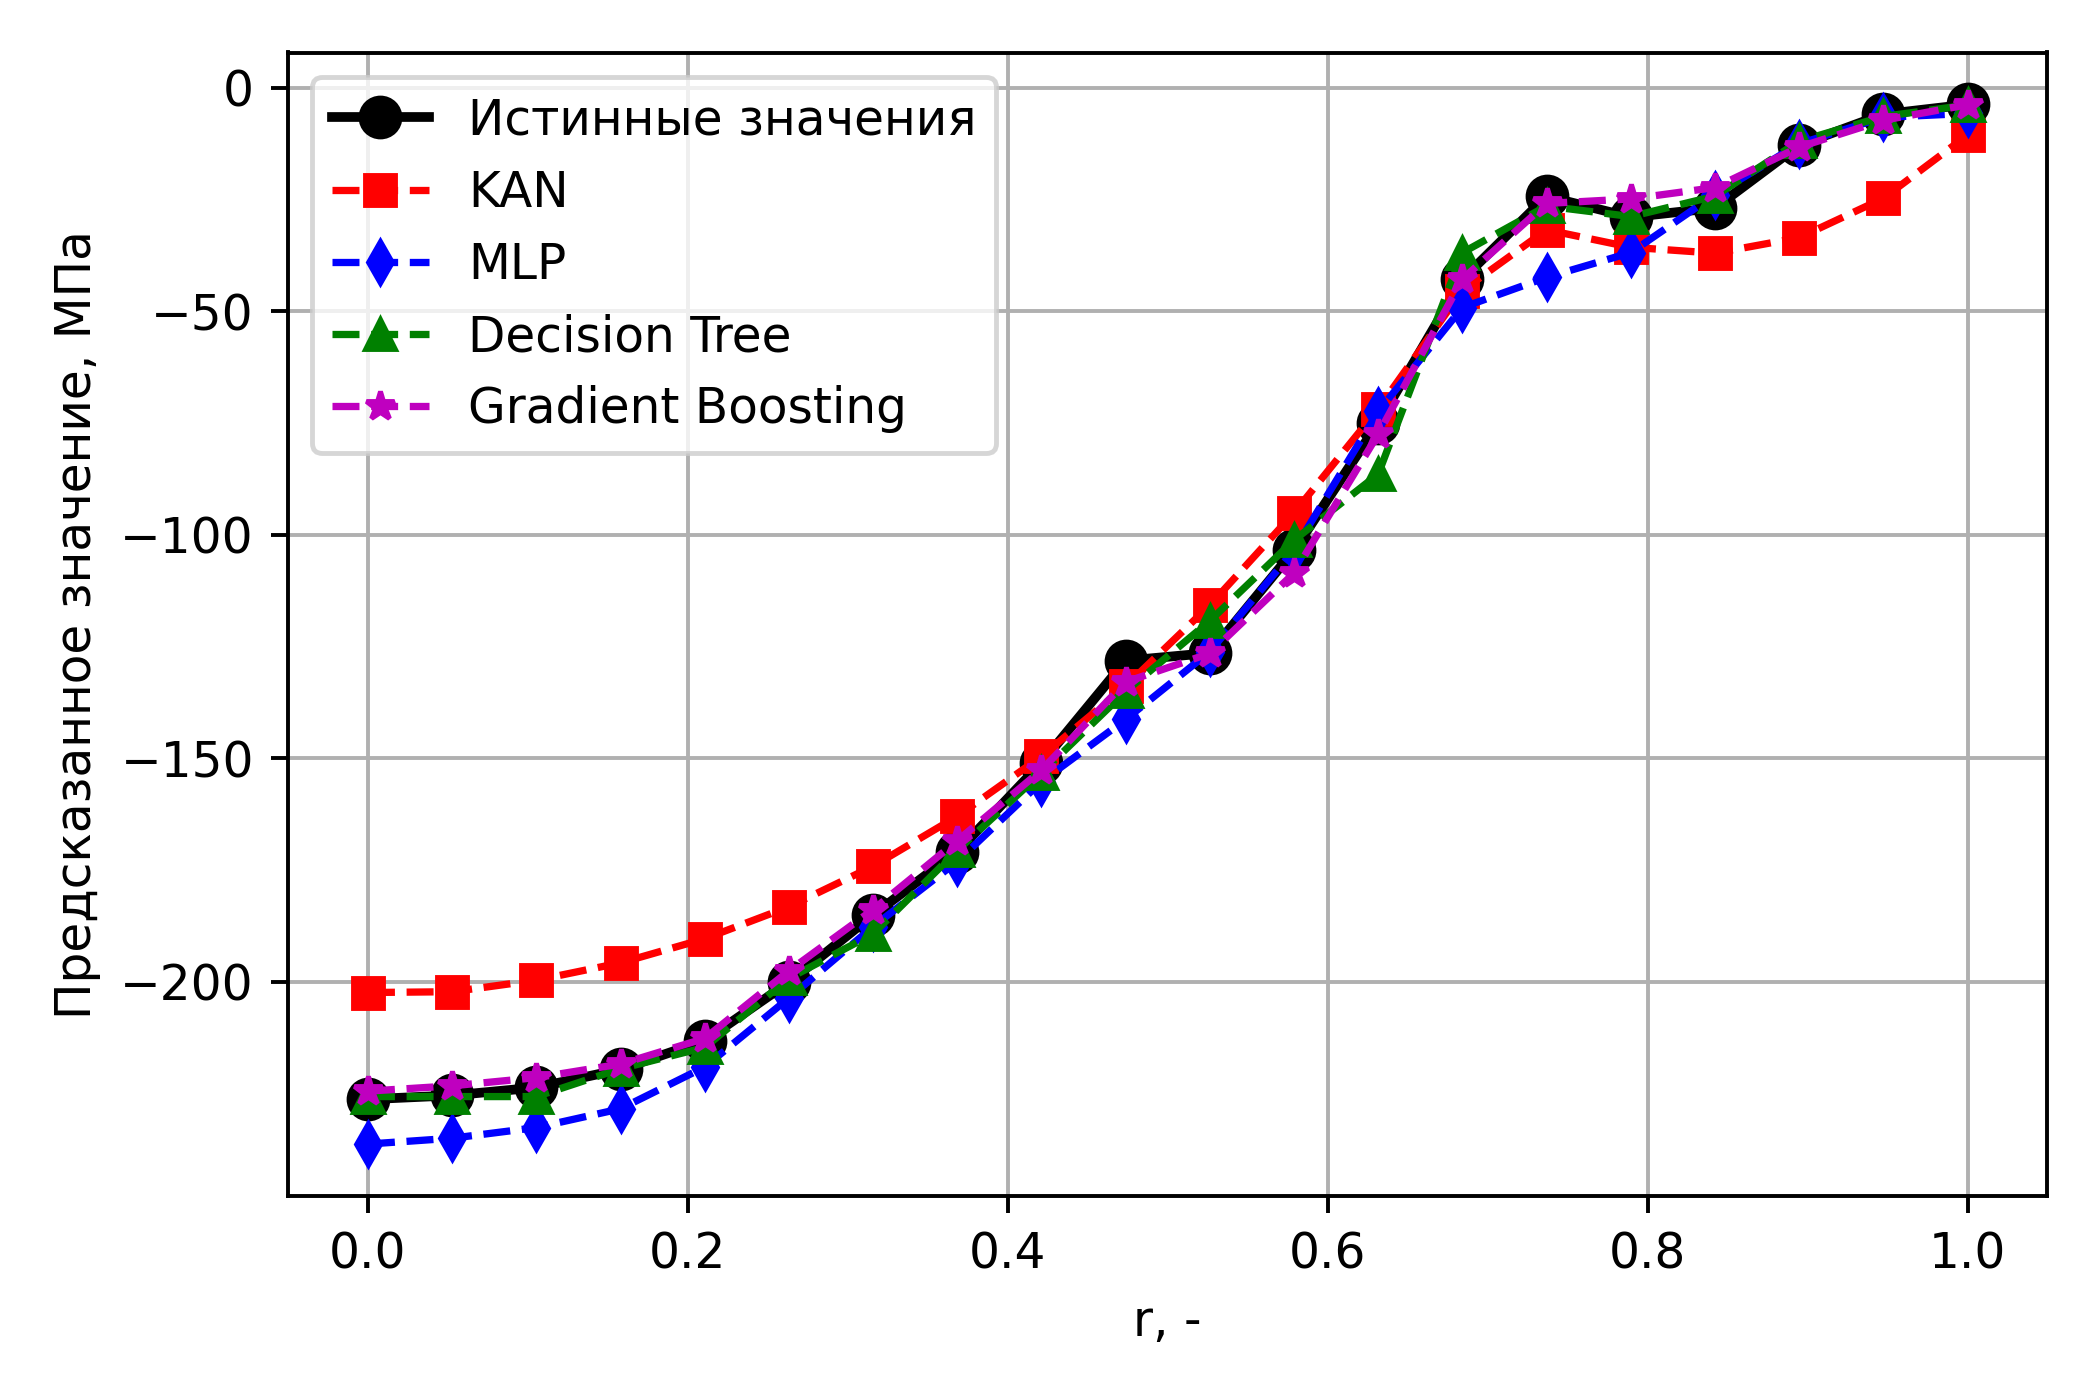 Предсказанное значение, МПа
0
−50
−100
−150
−200
Истинные значения
KAN
MLP
Decision Tree
Gradient Boosting
0.0 0.2 0.4 0.6 0.8 1.0
r, -